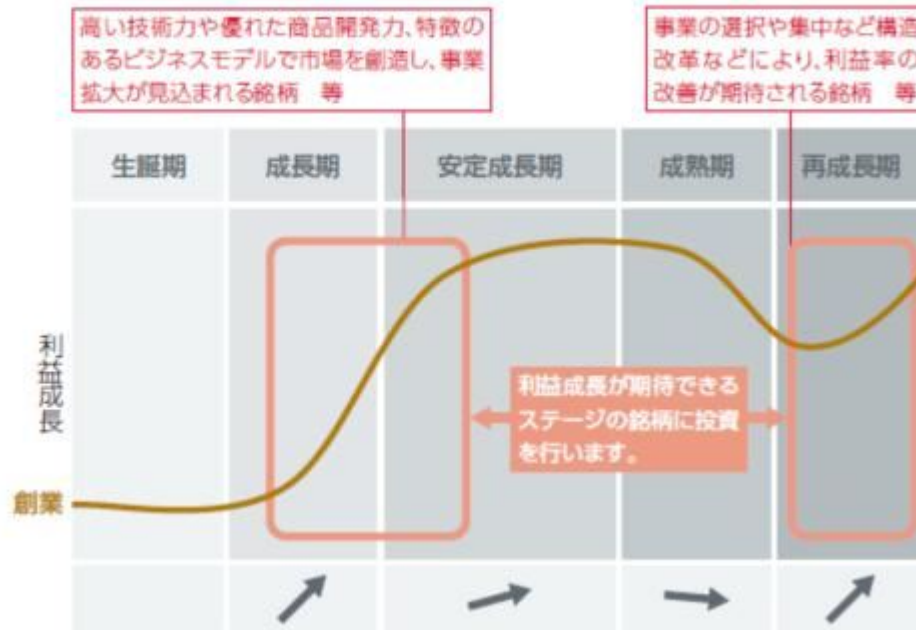 高い技術力や優れた商品開発力、特徴の
あるビジネスモデルで市場を創造し、事業
拡大が見込まれる銘柄　等
事業の選択や集中など構造
改革などにより、利益率の
改善が期待される銘柄　等
生誕期
成長期
安定成長期
成熟期
再成長期
利益成長
利益成長が期待できる
ステージの銘柄に投資
を行います。
創業